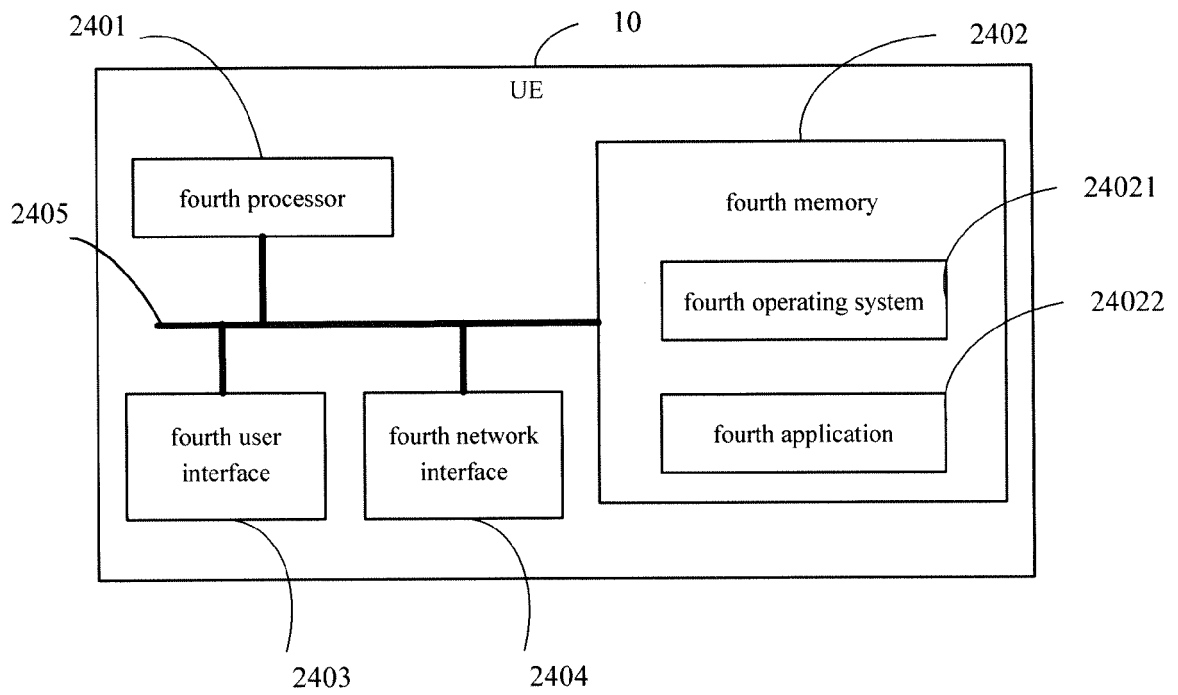 2401
10
2402
UE
fourth processor
fourth memory
24021
2405
fourth operating system
24022
fourth user
interface
fourth network
interface
fourth application
2403
2404